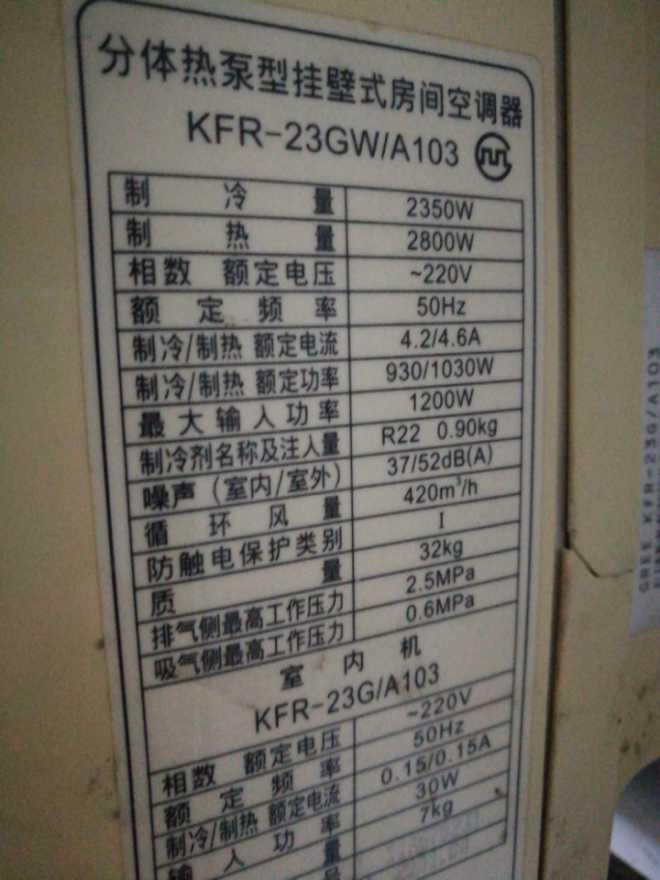 分体热泵型挂壁式房间空调器
KFR-23GW/A103
制冷量 2350W
制热量 2800W
相数 额定电压 ~220V
额定频率 50Hz
制冷/制热 额定电流 4.2/4.6A
制冷/制热 额定功率 930/1030W
最大输入功率 1200W
制冷剂名称及注入量 R22 0.90kg
噪声(室内/室外) 37/52dB(A)
循环风量 420m³/h
防触电保护类别 I
质量 32kg
排气侧最高工作压力 2.5MPa
吸气侧最高工作压力 0.6MPa
室内机
KFR-23G/A103
相数 额定电压 ~220V
额定频率 50Hz
制冷/制热 额定电流 0.15/0.15A
输入功率 30W
量 7kg
号
GREE KFR-23G/A103